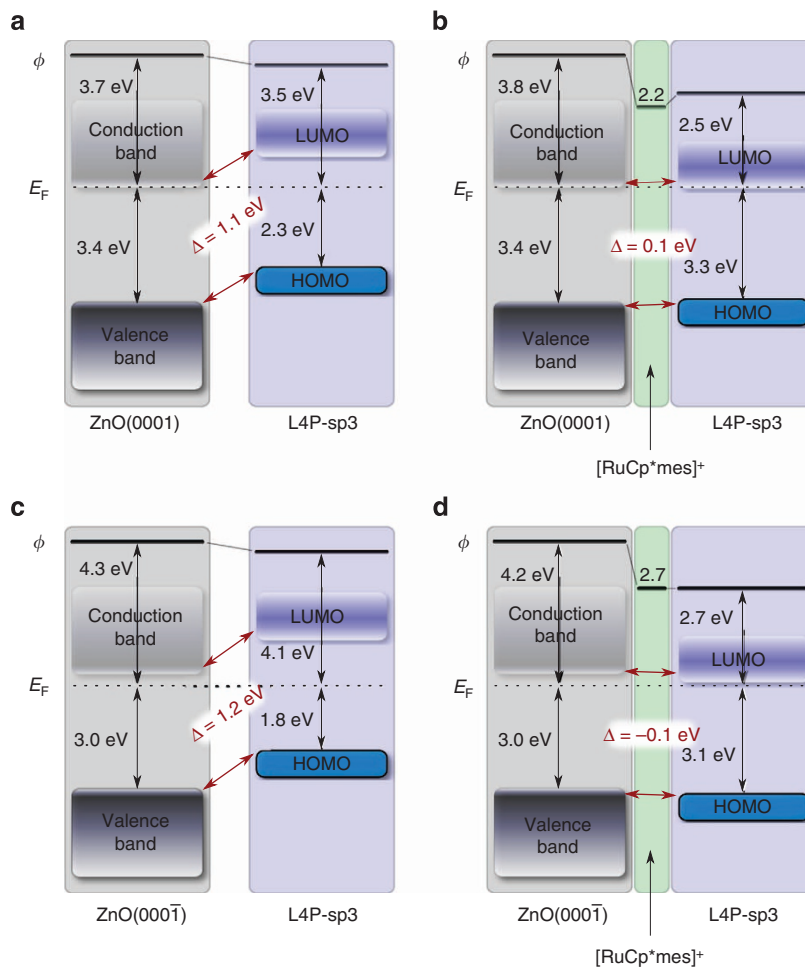 a
ϕ
3.7 eV
3.5 eV
Conduction
band
LUMO
E_F
3.4 eV
Δ = 1.1 eV
2.3 eV
HOMO
Valence
band
ZnO(0001)
L4P-sp3
b
ϕ
3.8 eV
2.2
2.5 eV
Conduction
band
LUMO
E_F
3.4 eV
Δ = 0.1 eV
3.3 eV
HOMO
Valence
band
ZnO(0001)
L4P-sp3
[RuCp*mes]⁺
c
ϕ
4.3 eV
Conduction
band
LUMO
4.1 eV
E_F
3.0 eV
Δ = 1.2 eV
1.8 eV
HOMO
Valence
band
ZnO(0001̅)
L4P-sp3
d
ϕ
4.2 eV
2.7
2.7 eV
Conduction
band
LUMO
E_F
3.0 eV
Δ = –0.1 eV
3.1 eV
HOMO
Valence
band
ZnO(0001̅)
L4P-sp3
[RuCp*mes]⁺